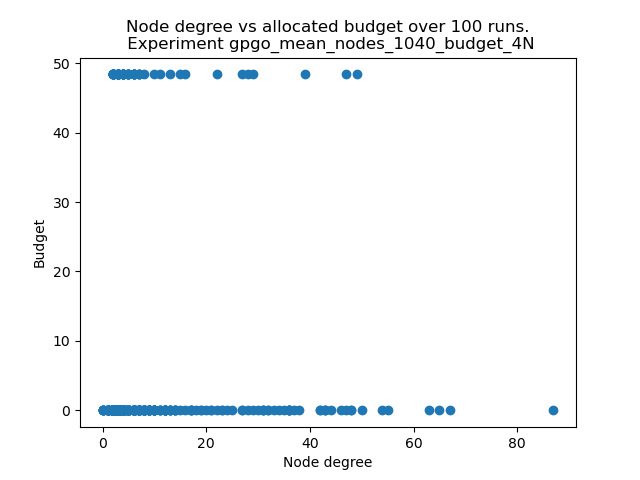 Node degree vs allocated budget over 100 runs.
Experiment gpgo_mean_nodes_1040_budget_4N
50
40
30
20
10
0
Budget
0 20 40 60 80
Node degree